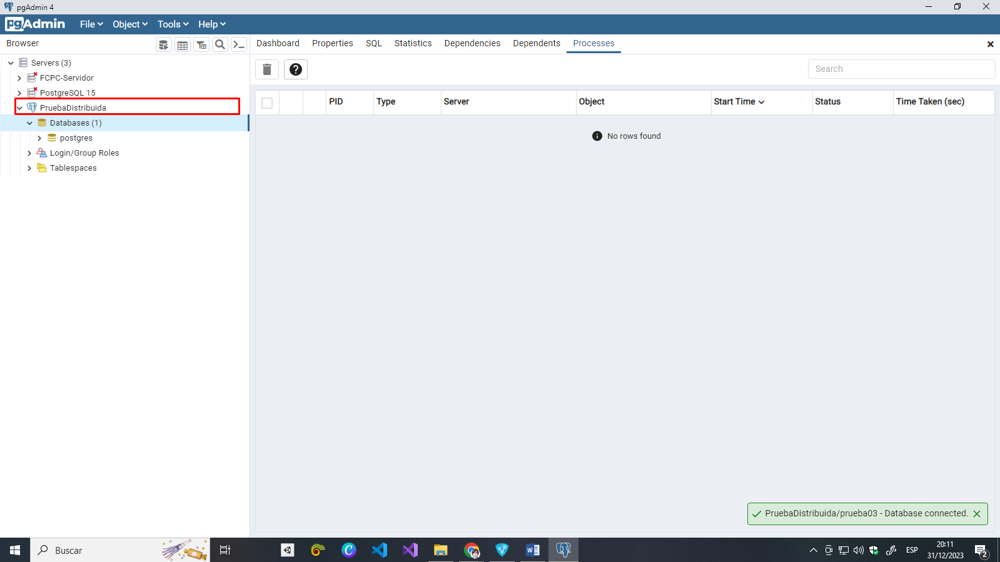 pgAdmin 4
pgAdmin File Object Tools Help
Browser
Dashboard Properties SQL Statistics Dependencies Dependents Processes
Servers (3)
FCPC-Servidor
PostgreSQL 15
PruebaDistribuida
Databases (1)
postgres
Login/Group Roles
Tablespaces
Search
PID Type Server Object Start Time Status Time Taken (sec)
No rows found
PruebaDistribuida/prueba03 - Database connected.
Buscar
ESP
20:11
31/12/2023
2